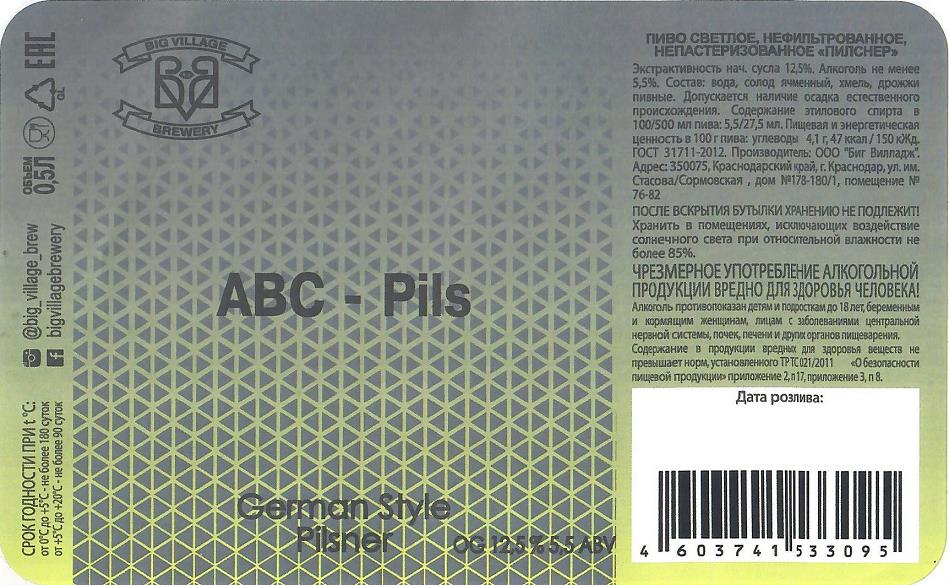 BIG VILLAGE
BREWERY
EAC
GL
ОБЪЕМ
0,5Л
@big_village_brew
bigvillagebrewery
СРОК ГОДНОСТИ ПРИ t °C:
от 0°C до +5°C - не более 180 суток
от +5°C до +20°C - не более 90 суток
ABC - Pils
German Style
Pilsner
OG 12,5 % 5,5 ABV
ПИВО СВЕТЛОЕ, НЕФИЛЬТРОВАННОЕ,
НЕПАСТЕРИЗОВАННОЕ «ПИЛСНЕР»
Экстрактивность нач. сусла 12,5%. Алкоголь не менее
5,5%. Состав: вода, солод ячменный, хмель, дрожжи
пивные. Допускается наличие осадка естественного
происхождения. Содержание этилового спирта в
100/500 мл пива: 5,5/27,5 мл. Пищевая и энергетическая
ценность в 100 г пива: углеводы 4,1 г, 47 ккал / 150 кЖд.
ГОСТ 31711-2012. Производитель: ООО "Биг Вилладж".
Адрес: 350075, Краснодарский край, г. Краснодар, ул. им.
Стасова/Сормовская , дом №178-180/1, помещение №
76-82
ПОСЛЕ ВСКРЫТИЯ БУТЫЛКИ ХРАНЕНИЮ НЕ ПОДЛЕЖИТ!
Хранить в помещениях, исключающих воздействие
солнечного света при относительной влажности не
более 85%.
ЧРЕЗМЕРНОЕ УПОТРЕБЛЕНИЕ АЛКОГОЛЬНОЙ
ПРОДУКЦИИ ВРЕДНО ДЛЯ ЗДОРОВЬЯ ЧЕЛОВЕКА!
Алкоголь противопоказан детям и подросткам до 18 лет, беременным
и кормящим женщинам, лицам с заболеваниями центральной
нервной системы, почек, печени и других органов пищеварения.
Содержание в продукции вредных для здоровья веществ не
превышает норм, установленного ТР ТС 021/2011 «О безопасности
пищевой продукции» приложение 2, п 17, приложение 3, п 8.
Дата розлива:
4 603741 533095